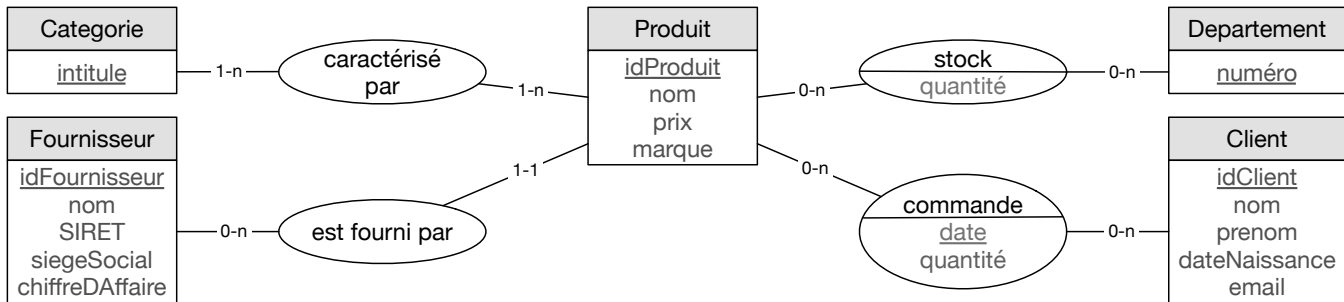 Categorie
intitule
1-n
caractérisé
par
1-n
Produit
idProduit
nom
prix
marque
0-n
stock
quantité
0-n
Departement
numéro
Fournisseur
idFournisseur
nom
SIRET
siegeSocial
chiffreDAffaire
0-n
est fourni par
1-1
0-n
commande
date
quantité
0-n
Client
idClient
nom
prenom
dateNaissance
email